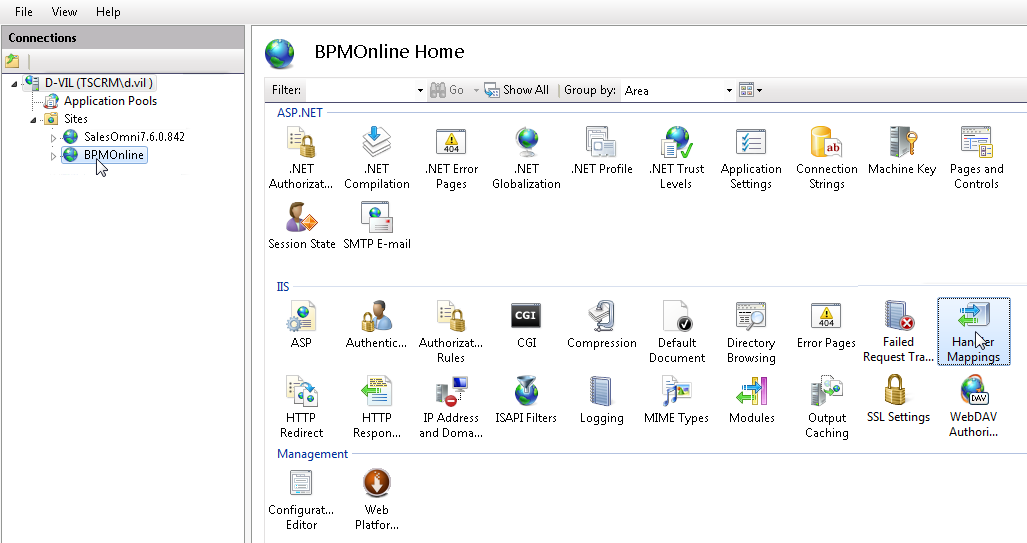 File View Help
Connections
D-VIL (TSCRM\d.vil )
Application Pools
Sites
SalesOmni7.6.0.842
BPMOnline
BPMOnline Home
Filter: Go Show All Group by: Area
ASP.NET
.NET Authorizat...
.NET Compilation
404
.NET Error Pages
.NET Globalization
.NET Profile
.NET Trust Levels
Application Settings
ab
Connection Strings
Machine Key
Pages and Controls
Session State
SMTP E-mail
IIS
ASP
Authentic...
Authorizat... Rules
CGI
CGI
Compression
Default Document
Directory Browsing
404
Error Pages
Failed Request Tra...
Mappings
HTTP Redirect
HTTP Respon...
IP Address and Doma...
ISAPI Filters
Logging
MIME Types
Modules
Output Caching
SSL Settings
DAV
WebDAV Authori...
Management
Configurat... Editor
Web Platfor...